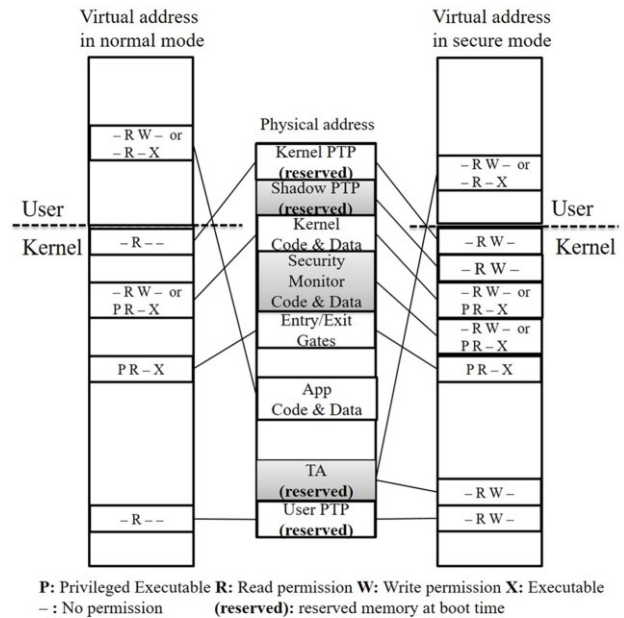 Virtual address
in normal mode
– R W – or
– R – X
User
Kernel
– R – –
– R W – or
P R – X
P R – X
– R – –
Physical address
Kernel PTP
(reserved)
Shadow PTP
(reserved)
Kernel
Code & Data
Security
Monitor
Code & Data
Entry/Exit
Gates
App
Code & Data
TA
(reserved)
User PTP
(reserved)
Virtual address
in secure mode
– R W – or
– R – X
User
Kernel
– R W –
– R W –
– R W – or
P R – X
– R W – or
P R – X
P R – X
– R W –
– R W –
P: Privileged Executable R: Read permission W: Write permission X: Executable
– : No permission (reserved): reserved memory at boot time